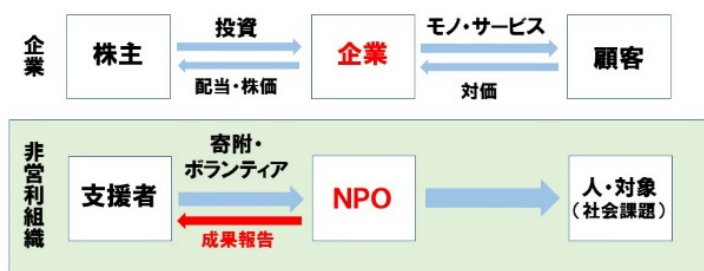 企業
株主
投資
配当・株価
企業
モノ・サービス
対価
顧客
非営利組織
支援者
寄附・
ボランティア
成果報告
NPO
人・対象
（社会課題）